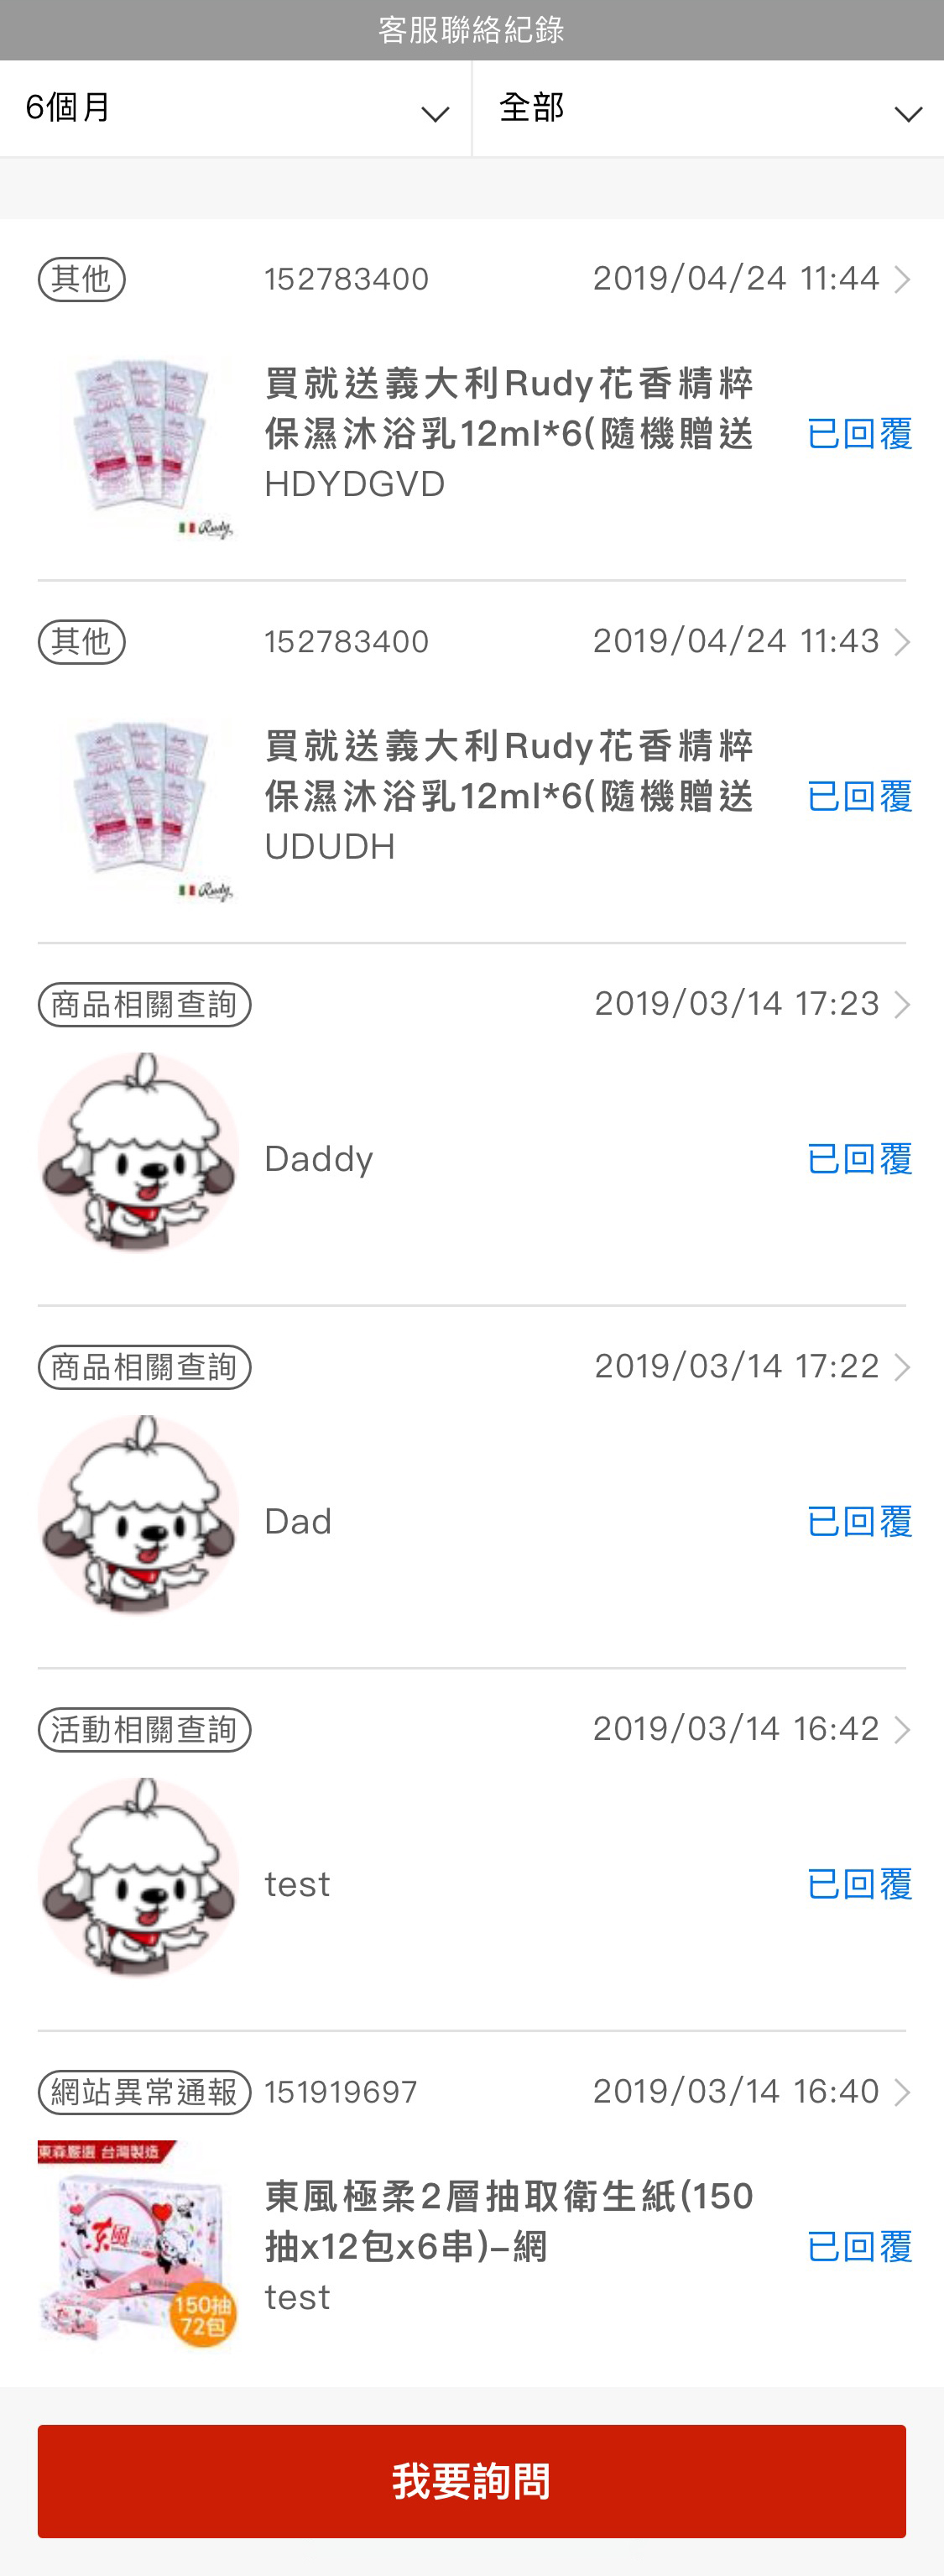 客服聯絡紀錄
6個月 全部
其他 152783400 2019/04/24 11:44
買就送義大利Rudy花香精粹
保濕沐浴乳12ml*6(隨機贈送
HDYDGVD
已回覆
Rudy
其他 152783400 2019/04/24 11:43
買就送義大利Rudy花香精粹
保濕沐浴乳12ml*6(隨機贈送
UDUDH
已回覆
Rudy
商品相關查詢 2019/03/14 17:23
Daddy 已回覆
商品相關查詢 2019/03/14 17:22
Dad 已回覆
活動相關查詢 2019/03/14 16:42
test 已回覆
網站異常通報 151919697 2019/03/14 16:40
東森嚴選 台灣製造
東風
150抽
72包
東風極柔2層抽取衛生紙(150
抽x12包x6串)–網
test
已回覆
我要詢問